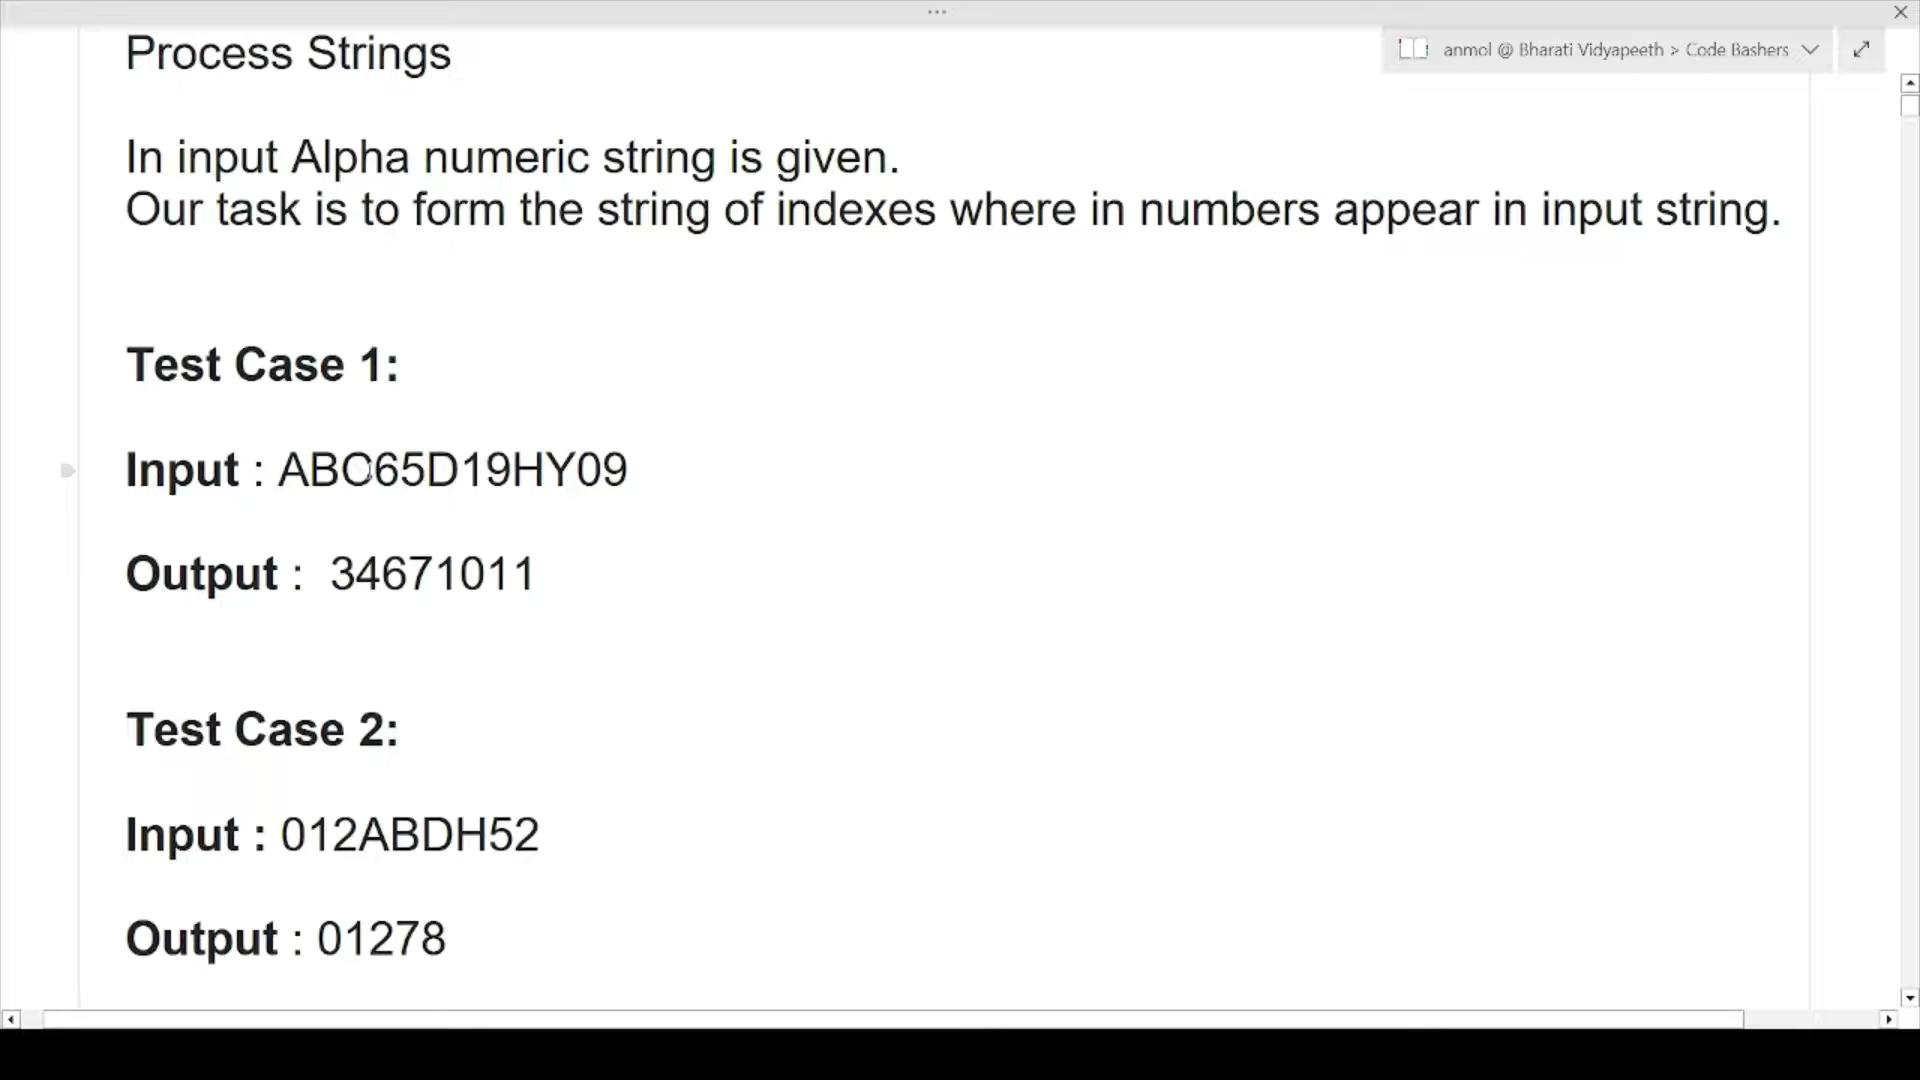 Process Strings
anmol @ Bharati Vidyapeeth > Code Bashers
In input Alpha numeric string is given.
Our task is to form the string of indexes where in numbers appear in input string.
Test Case 1:
Input : ABC65D19HY09
Output : 34671011
Test Case 2:
Input : 012ABDH52
Output : 01278